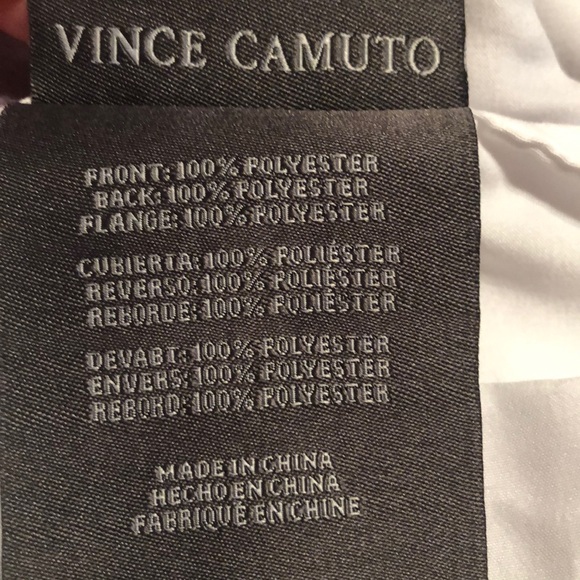 VINCE CAMUTO
FRONT: 100% POLYESTER
BACK: 100% POLYESTER
FLANGE: 100% POLYESTER
CUBIERTA: 100% POLIÉSTER
REVERSO: 100% POLIÉSTER
REBORDE: 100% POLIÉSTER
DEVABT: 100% POLYESTER
ENVERS: 100% POLYESTER
REBORD: 100% POLYESTER
MADE IN CHINA
HECHO EN CHINA
FABRIQUÉ EN CHINE